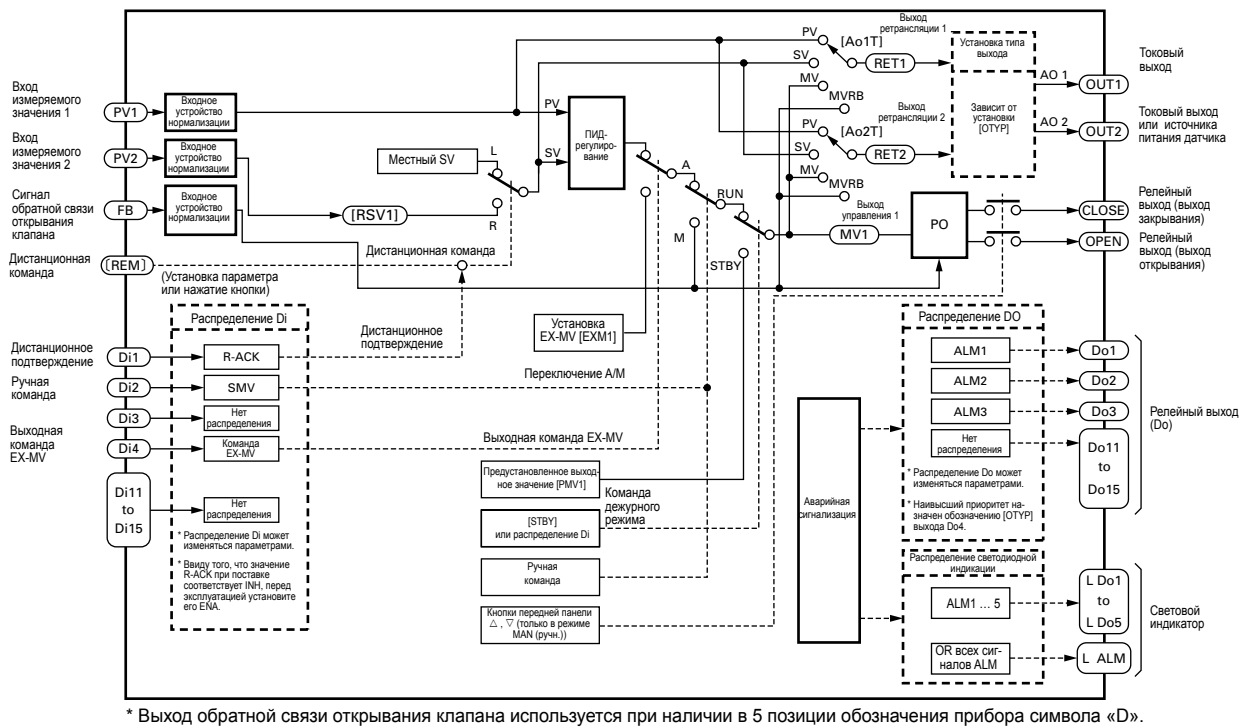 Вход
измеряемого
значения 1
PV1
Входное
устройство
нормализации
Вход
измеряемого
значения 2
PV2
Входное
устройство
нормализации
Сигнал
обратной связи
открывания
клапана
FB
Входное
устройство
нормализации
Дистанционная
команда
[REM]
(Установка параметра
или нажатие кнопки)
Дистанционная команда
Местный SV
L
[RSV1]
R
PV
SV
ПИД-
регулиро-
вание
A
RUN
M
STBY
Установка
EX-MV [EXM1]
PV
[Ao1T]
Выход
ретрансляции 1
SV
RET1
MV
MVRB
PV
[Ao2T]
Выход
ретрансляции 2
SV
RET2
MV
MVRB
Выход
управления 1
MV1
PO
Установка типа
выхода
Зависит от
установки
[OTYP]
AO 1
OUT1
Токовый
выход
AO 2
OUT2
Токовый выход
или источника
питания датчика
CLOSE
Релейный
выход (выход
закрывания)
OPEN
Релейный
выход (выход
открывания)
Распределение Di
Дистанционное
подтверждение
Di1
R-ACK
Дистанционное
подтверждение
Ручная
команда
Di2
SMV
Переключение A/M
Di3
Нет
распределения
Выходная
команда
EX-MV
Di4
Команда
EX-MV
Выходная команда EX-MV
Di11
to
Di15
Нет
распределения
* Распределение Di может
изменяться параметрами.
* Ввиду того, что значение
R-ACK при поставке
соответствует INH, перед
эксплуатацией установите
его ENA.
Предустановленное выход-
ное значение [PMV1]
Команда
дежурного
режима
[STBY]
или распределение Di
Ручная
команда
Кнопки передней панели
△ , ▽ (только в режиме
MAN (ручн.))
Аварийная
сигнализация
Распределение DO
ALM1
Do1
ALM2
Do2
ALM3
Do3
Нет
распределения
Do11
to
Do15
Релейный выход
(Do)
* Распределение Do может
изменяться параметрами.
* Наивысший приоритет на-
значен обозначению [OTYP]
выхода Do4.
Распределение светодиодной
индикации
ALM1 ... 5
L Do1
to
L Do5
OR всех сиг-
налов ALM
L ALM
Световой
индикатор
* Выход обратной связи открывания клапана используется при наличии в 5 позиции обозначения прибора символа «D».